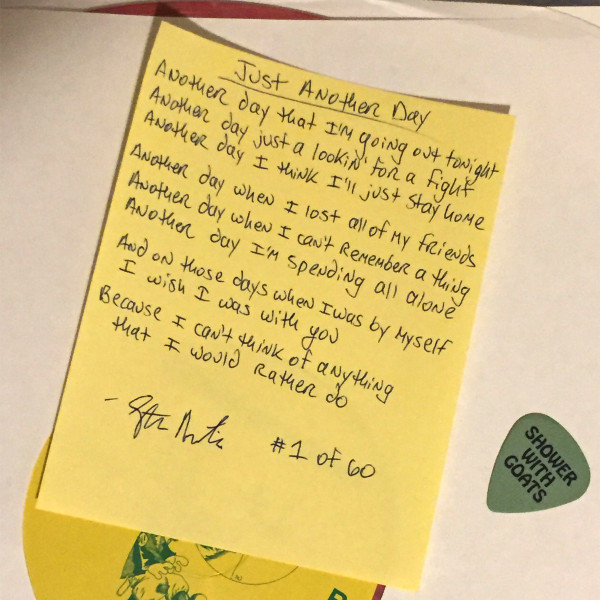 Just Another Day
Another day that I'm going out tonight
Another day just a lookin' for a fight
Another day I think I'll just stay home
Another day when I lost all of my friends
Another day when I can't remember a thing
Another day I'm spending all alone
And on those days when I was by myself
I wish I was with you
Because I can't think of anything
that I would rather do
#1 of 60
SHOWER
WITH
GOATS